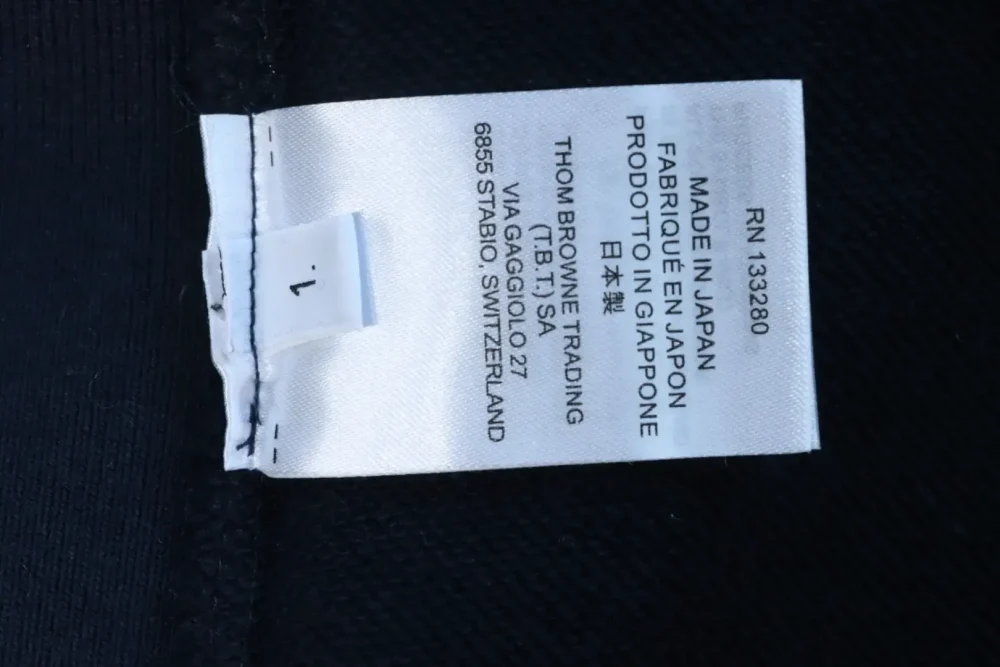 RN 133280
MADE IN JAPAN
FABRIQUÉ EN JAPON
PRODOTTO IN GIAPPONE
日本製
THOM BROWNE TRADING
(T.B.T.) SA
VIA GAGGIOLO 27
6855 STABIO, SWITZERLAND
1.